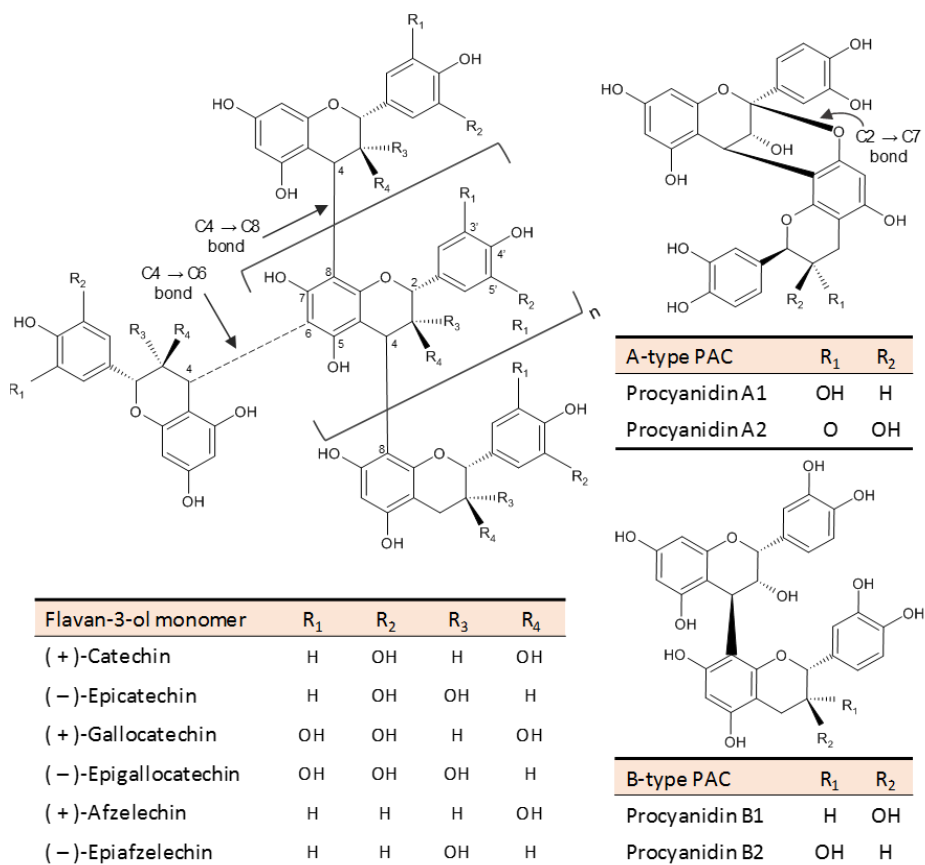 R₁
OH
HO
O
R₂
R₃
4
R₄
OH
C4 → C8
bond
R₁
3'
4'
OH
8
HO
7
O
2
5'
R₂
C4 → C6
bond
R₂
OH
R₃
R₄
6
5
R₃
R₁
n
OH
4
R₄
R₁
4
O
OH
OH
R₁
OH
8
HO
O
R₂
R₃
R₄
OH
OH
OH
O
HO
C2 → C7
bond
OH
O
OH
O
OH
HO
HO
R₂
R₁
A-type PAC R₁ R₂
Procyanidin A1 OH H
Procyanidin A2 O OH
OH
OH
OH
O
HO
OH
OH
OH
OH
HO
O
R₁
R₂
OH
Flavan-3-ol monomer R₁ R₂ R₃ R₄
(+)-Catechin H OH H OH
(–)-Epicatechin H OH OH H
(+)-Gallocatechin OH OH H OH
(–)-Epigallocatechin OH OH OH H
(+)-Afzelechin H H H OH
(–)-Epiafzelechin H H OH H
B-type PAC R₁ R₂
Procyanidin B1 H OH
Procyanidin B2 OH H